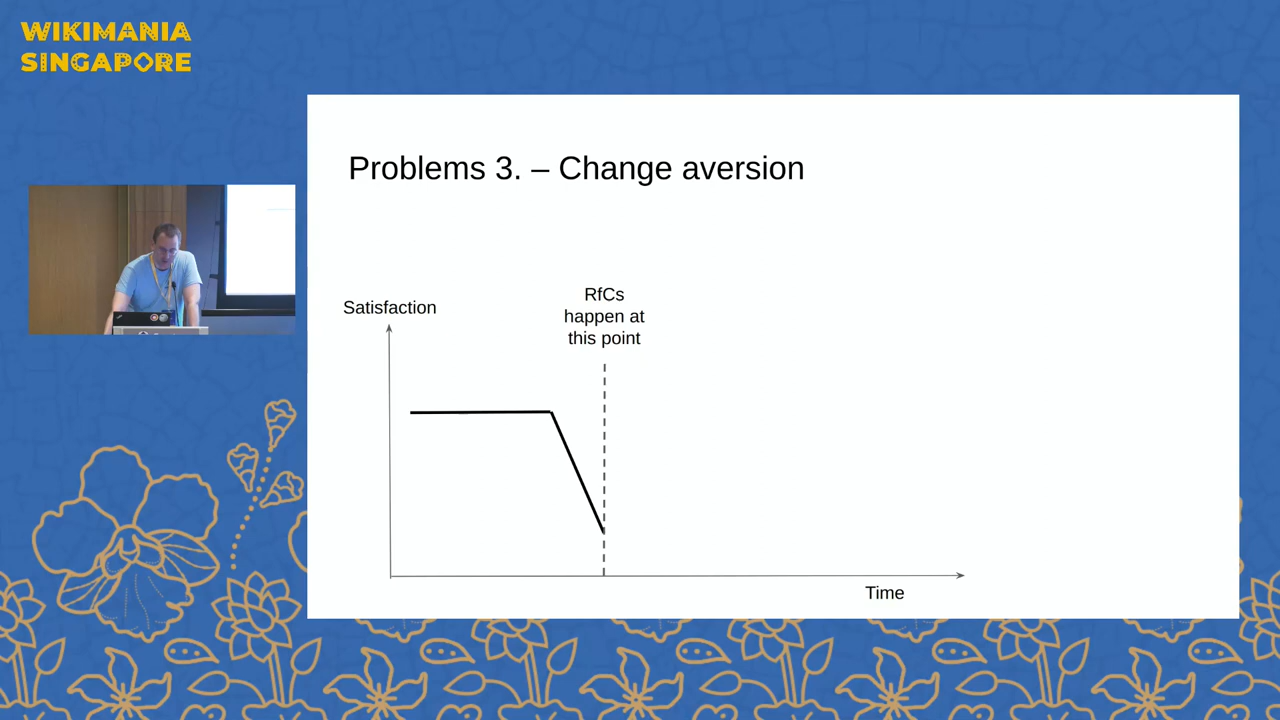 WIKIMANIA
SINGAPORE
Problems 3. – Change aversion
Satisfaction
RfCs
happen at
this point
Time